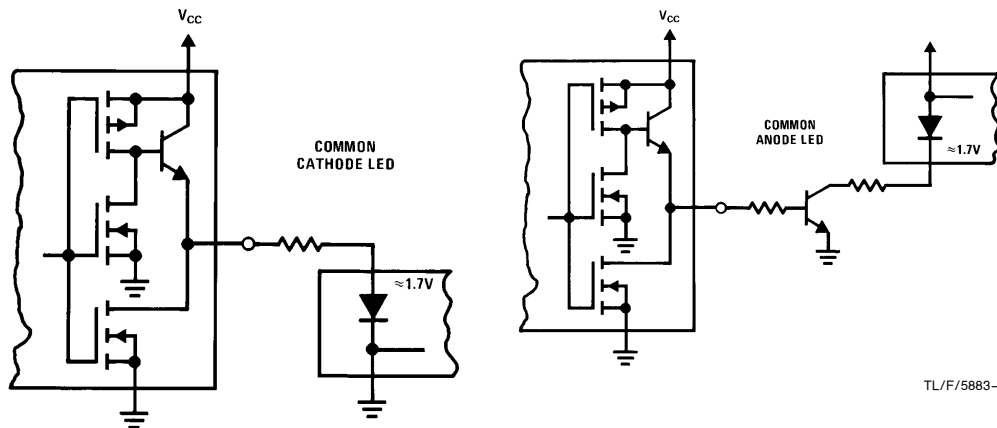 VCC
COMMON
CATHODE LED
≈1.7V
VCC
COMMON
ANODE LED
≈1.7V
TL/F/5883–